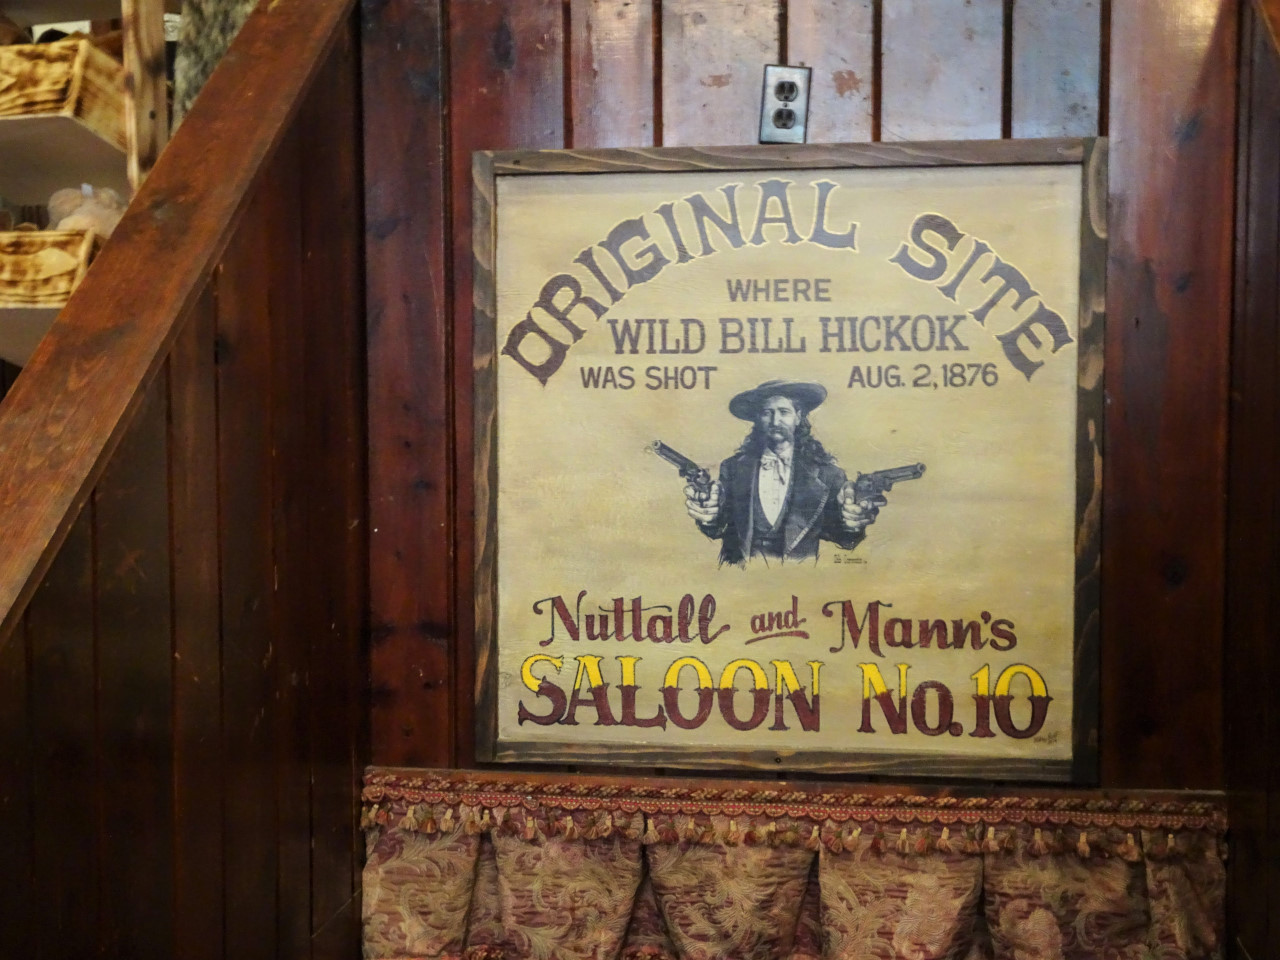 ORIGINAL SITE
WHERE
WILD BILL HICKOK
WAS SHOT AUG. 2, 1876
Nuttall and Mann's
SALOON No. 10